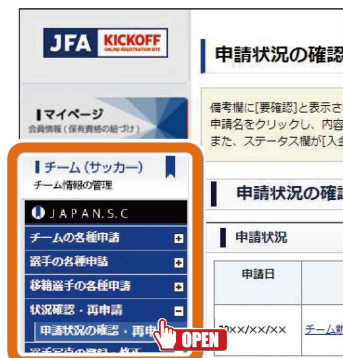 JFA KICKOFF
ONLINE REGISTRATION SITE
申請状況の確認
マイページ
会員情報(保有資格の紐づけ)
備考欄に[要確認]と表示さ
申請名をクリックし、内容
また、ステータス欄が[入金
チーム(サッカー)
チーム情報の管理
申請状況の確認
JAPAN.S.C
チームの各種申請
申請状況
選手の各種申請
移籍選手の各種申請
申請日
状況確認・再申請
申請状況の確認・再申
OPEN
20××/××/××
チーム